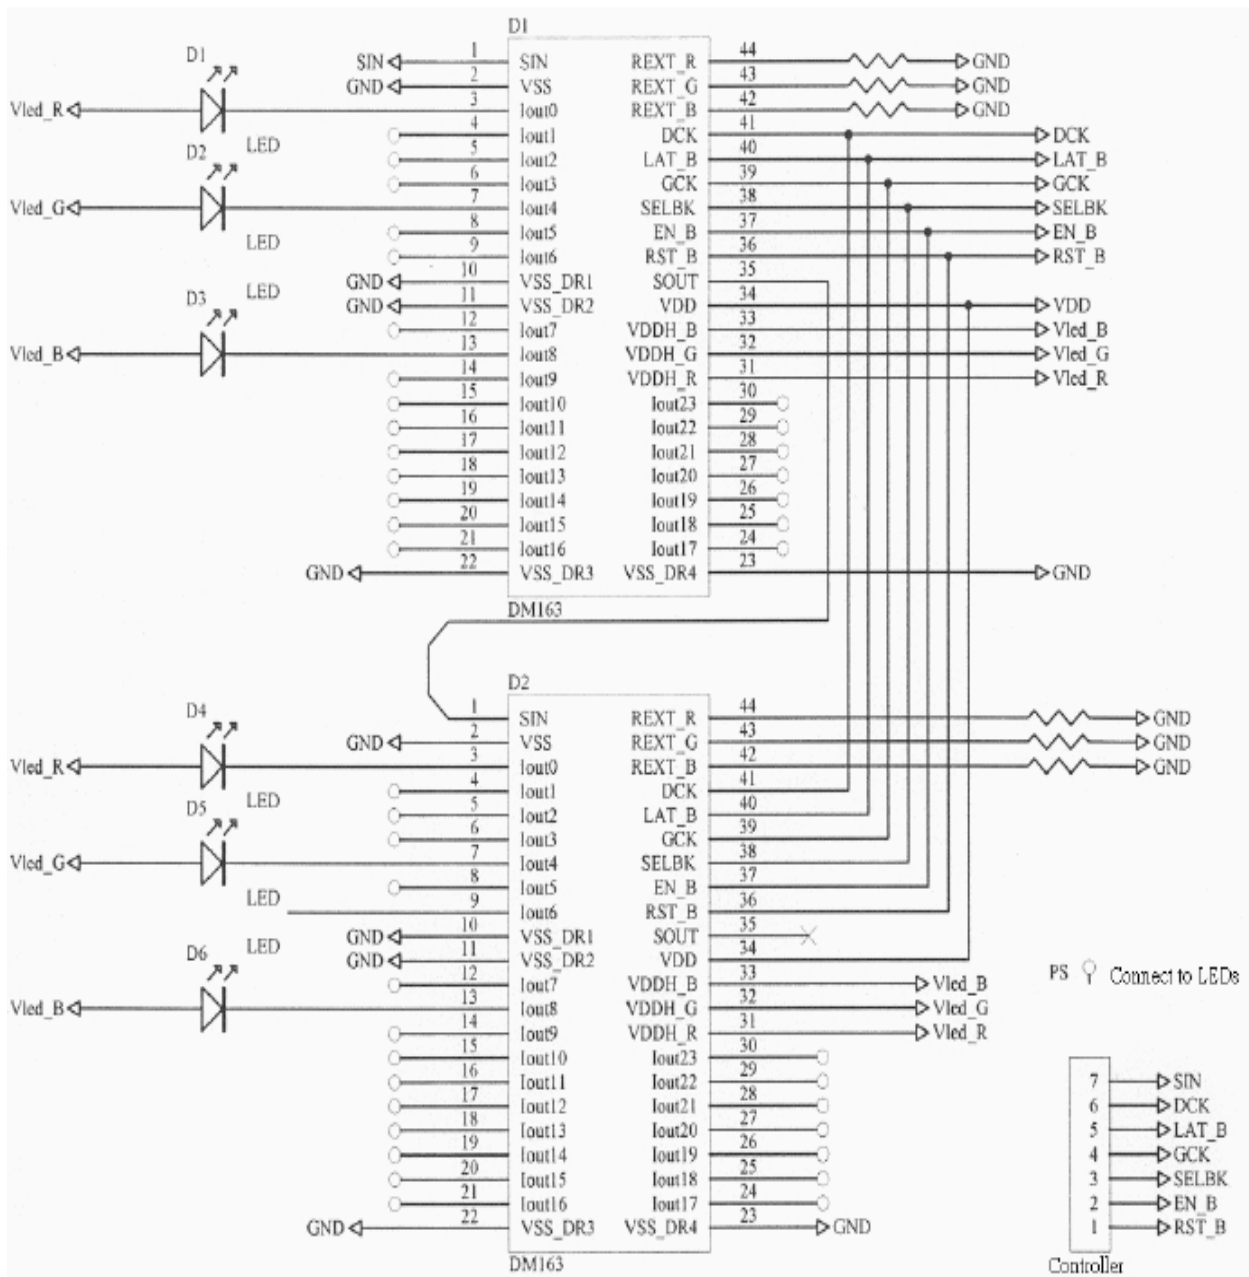 D1
SIN 1 SIN REXT_R 44 GND
GND 2 VSS REXT_G 43 GND
Vled_R D1 LED 3 Iout0 REXT_B 42 GND
4 Iout1 DCK 41 DCK
5 Iout2 LAT_B 40 LAT_B
6 Iout3 GCK 39 GCK
Vled_G D2 LED 7 Iout4 SELBK 38 SELBK
8 Iout5 EN_B 37 EN_B
9 Iout6 RST_B 36 RST_B
GND 10 VSS_DR1 SOUT 35
GND 11 VSS_DR2 VDD 34 VDD
D3 LED 12 Iout7 VDDH_B 33 Vled_B
Vled_B 13 Iout8 VDDH_G 32 Vled_G
14 Iout9 VDDH_R 31 Vled_R
15 Iout10 Iout23 30
16 Iout11 Iout22 29
17 Iout12 Iout21 28
18 Iout13 Iout20 27
19 Iout14 Iout19 26
20 Iout15 Iout18 25
21 Iout16 Iout17 24
GND 22 VSS_DR3 VSS_DR4 23 GND
DM163
D2
1 SIN REXT_R 44 GND
GND 2 VSS REXT_G 43 GND
Vled_R D4 LED 3 Iout0 REXT_B 42 GND
4 Iout1 DCK 41
5 Iout2 LAT_B 40
6 Iout3 GCK 39
Vled_G D5 LED 7 Iout4 SELBK 38
8 Iout5 EN_B 37
9 Iout6 RST_B 36
GND 10 VSS_DR1 SOUT 35
GND 11 VSS_DR2 VDD 34
D6 LED 12 Iout7 VDDH_B 33 Vled_B
Vled_B 13 Iout8 VDDH_G 32 Vled_G
14 Iout9 VDDH_R 31 Vled_R
15 Iout10 Iout23 30
16 Iout11 Iout22 29
17 Iout12 Iout21 28
18 Iout13 Iout20 27
19 Iout14 Iout19 26
20 Iout15 Iout18 25
21 Iout16 Iout17 24
GND 22 VSS_DR3 VSS_DR4 23 GND
DM163
PS Connect to LEDs
7 SIN
6 DCK
5 LAT_B
4 GCK
3 SELBK
2 EN_B
1 RST_B
Controller